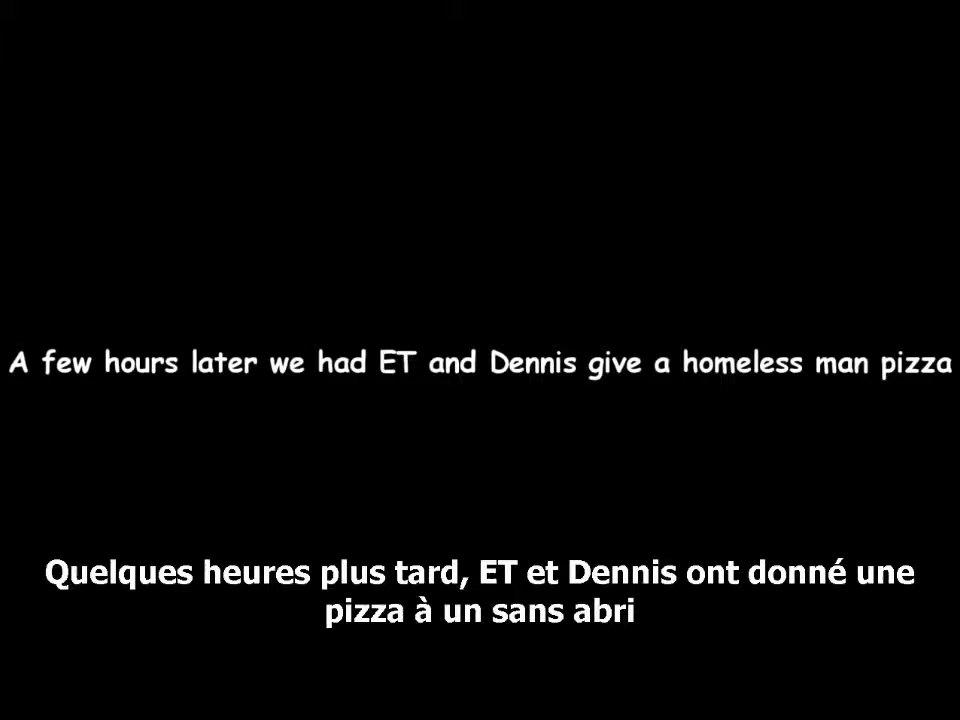 A few hours later we had ET and Dennis give a homeless man pizza
Quelques heures plus tard, ET et Dennis ont donné une
pizza à un sans abri